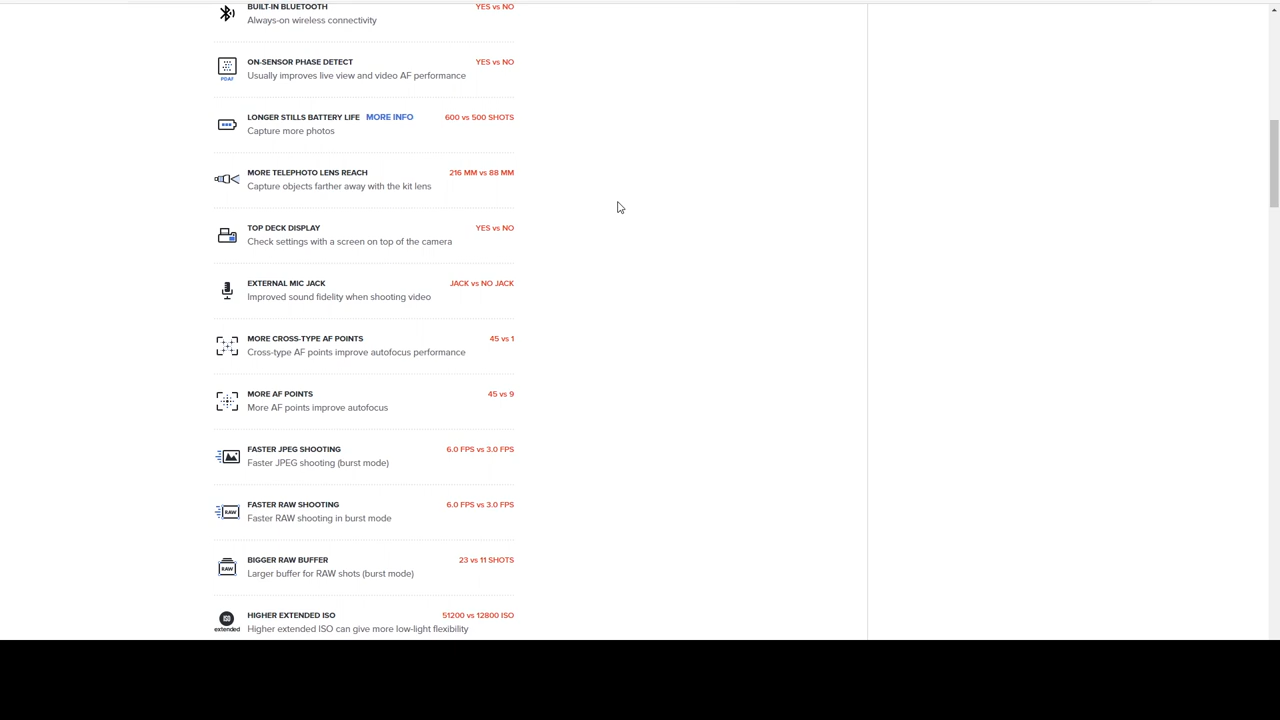 BUILT-IN BLUETOOTH YES vs NO
Always-on wireless connectivity
ON-SENSOR PHASE DETECT YES vs NO
PDAF
Usually improves live view and video AF performance
LONGER STILLS BATTERY LIFE MORE INFO 600 vs 500 SHOTS
Capture more photos
MORE TELEPHOTO LENS REACH 216 MM vs 88 MM
Capture objects farther away with the kit lens
TOP DECK DISPLAY YES vs NO
Check settings with a screen on top of the camera
EXTERNAL MIC JACK JACK vs NO JACK
Improved sound fidelity when shooting video
MORE CROSS-TYPE AF POINTS 45 vs 1
Cross-type AF points improve autofocus performance
MORE AF POINTS 45 vs 9
More AF points improve autofocus
FASTER JPEG SHOOTING 6.0 FPS vs 3.0 FPS
Faster JPEG shooting (burst mode)
FASTER RAW SHOOTING 6.0 FPS vs 3.0 FPS
RAW
Faster RAW shooting in burst mode
BIGGER RAW BUFFER 23 vs 11 SHOTS
RAW
Larger buffer for RAW shots (burst mode)
HIGHER EXTENDED ISO 51200 vs 12800 ISO
extended
Higher extended ISO can give more low-light flexibility